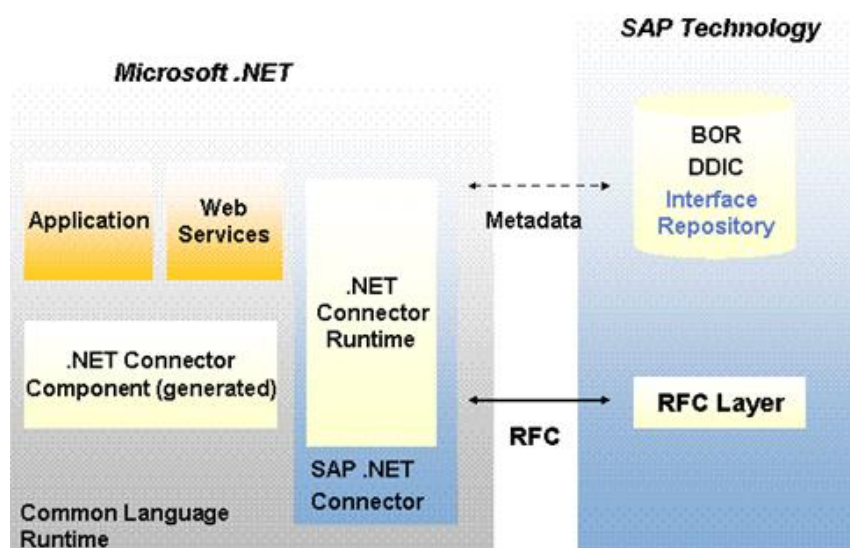 SAP Technology
Microsoft .NET
BOR
DDIC
Interface
Repository
Application
Web
Services
Metadata
.NET
Connector
Runtime
.NET Connector
Component (generated)
RFC Layer
RFC
SAP .NET
Connector
Common Language
Runtime